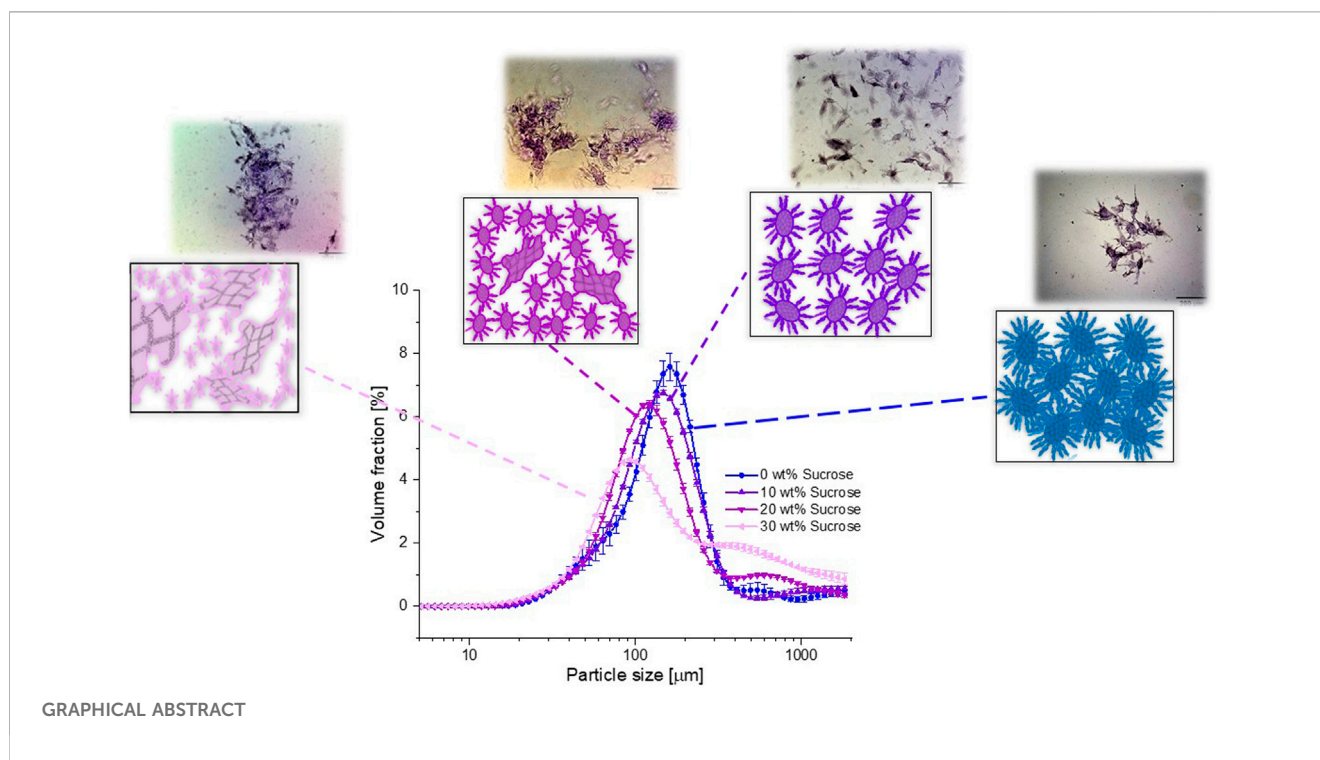 10
8
6
4
2
0
Volume fraction [%]
0 wt% Sucrose
10 wt% Sucrose
20 wt% Sucrose
30 wt% Sucrose
10
100
1000
Particle size [μm]
GRAPHICAL ABSTRACT